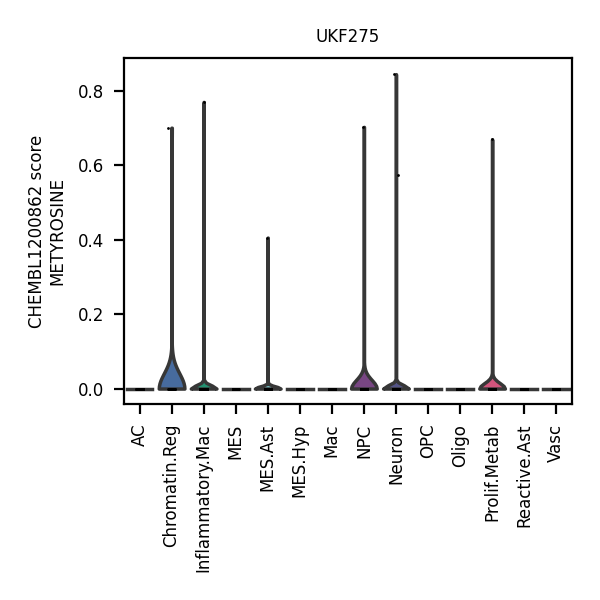 UKF275
CHEMBL1200862 score
METYROSINE
0.8
0.6
0.4
0.2
0.0
AC
Chromatin.Reg
Inflammatory.Mac
MES
MES.Ast
MES.Hyp
Mac
NPC
Neuron
OPC
Oligo
Prolif.Metab
Reactive.Ast
Vasc